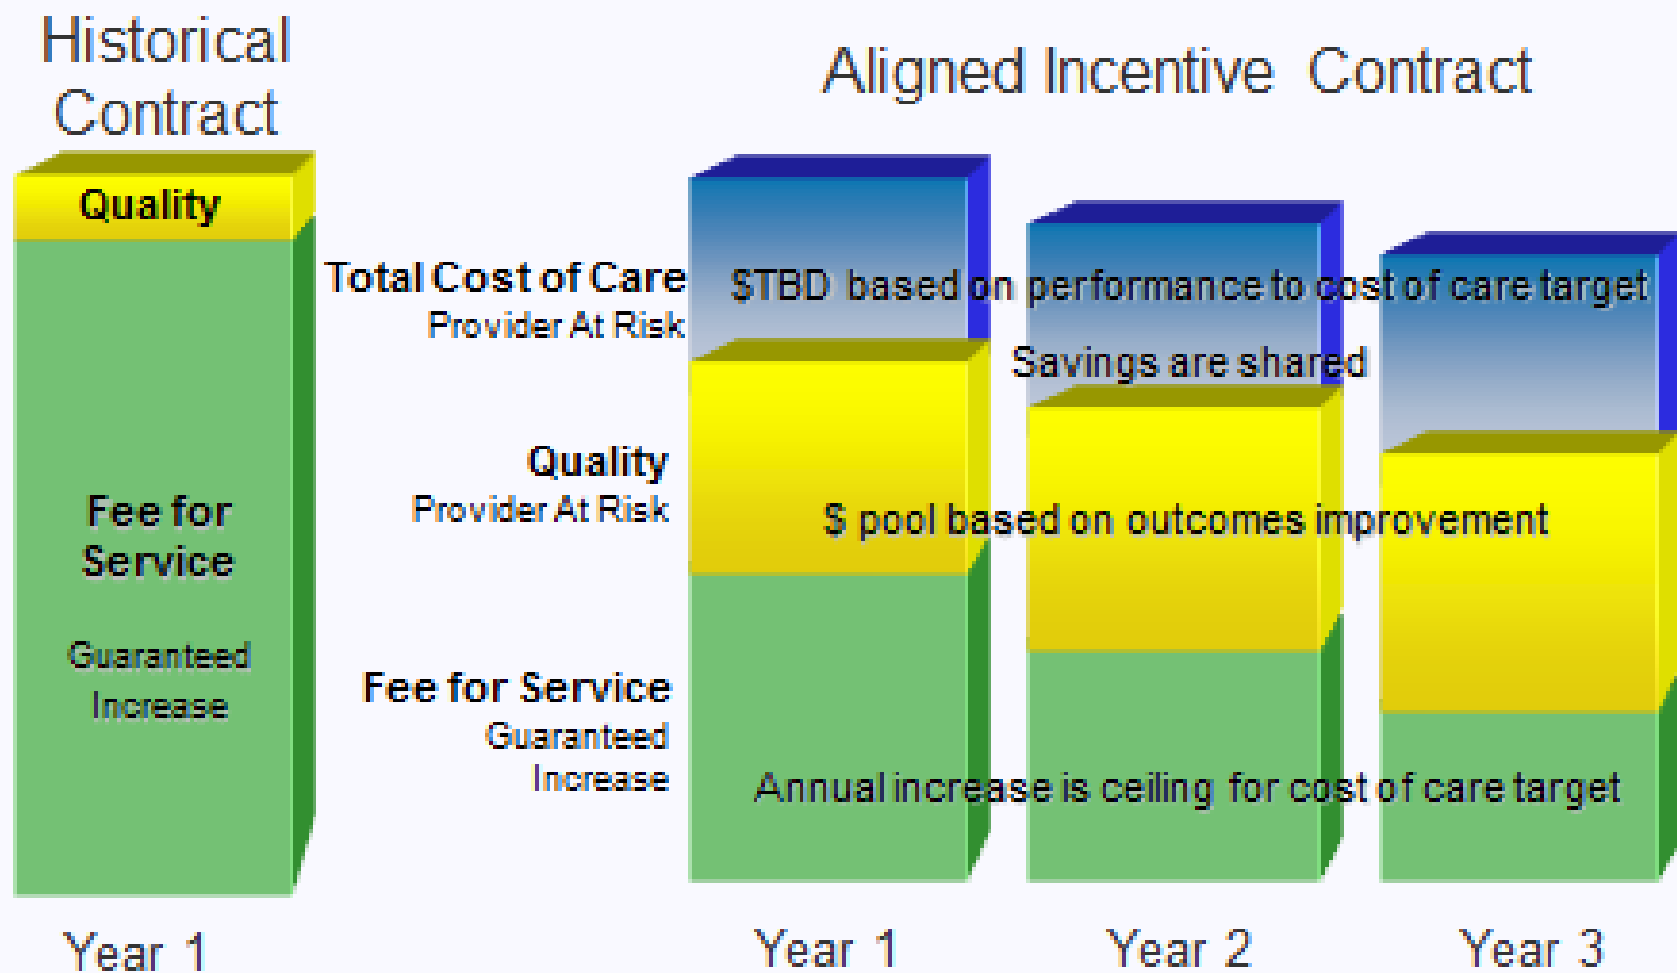 Historical
Contract
Quality
Fee for
Service
Guaranteed
Increase
Year 1
Aligned Incentive Contract
Total Cost of Care
Provider At Risk
$TBD based on performance to cost of care target
Savings are shared
Quality
Provider At Risk
$ pool based on outcomes improvement
Fee for Service
Guaranteed
Increase
Annual increase is ceiling for cost of care target
Year 1
Year 2
Year 3